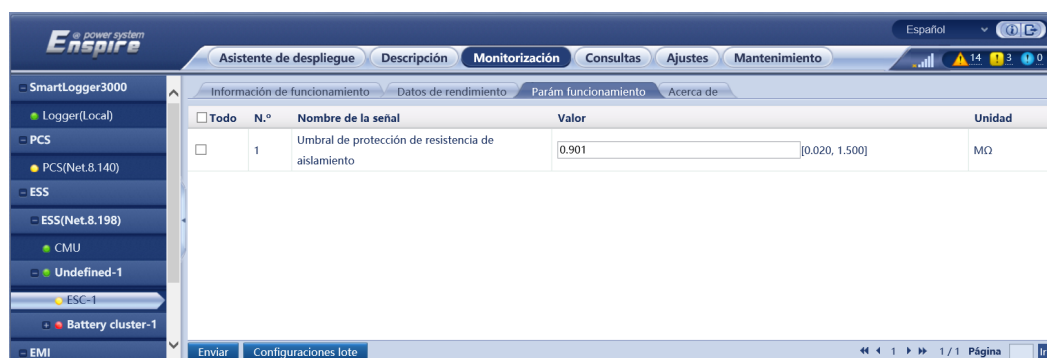 @ power system
Enspire
Español
Asistente de despliegue
Descripción
Monitorización
Consultas
Ajustes
Mantenimiento
14
3
0
SmartLogger3000
Logger(Local)
PCS
PCS(Net.8.140)
ESS
ESS(Net.8.198)
CMU
Undefined-1
ESC-1
Battery cluster-1
EMI
Información de funcionamiento
Datos de rendimiento
Parám funcionamiento
Acerca de
Todo N.º Nombre de la señal Valor Unidad
1 Umbral de protección de resistencia de aislamiento 0.901 [0.020, 1.500] MΩ
Enviar
Configuraciones lote
1 1 / 1 Página